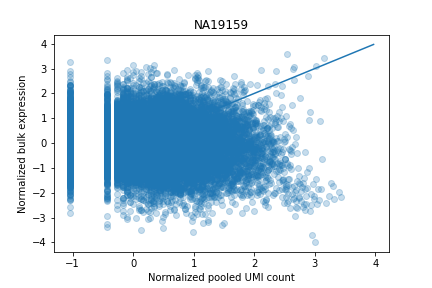 NA19159
4
3
2
1
0
−1
−2
−3
−4
Normalized bulk expression
−1 0 1 2 3 4
Normalized pooled UMI count